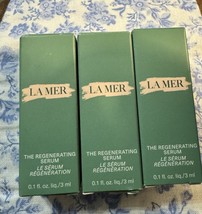 LA MER
THE REGENERATING
SERUM
LE SÉRUM
RÉGÉNÉRATION
0.1 fl. oz. liq./3 ml
LA MER
THE REGENERATING
SERUM
LE SÉRUM
RÉGÉNÉRATION
0.1 fl. oz. liq./3 ml
LA MER
THE REGENERATING
SERUM
LE SÉRUM
RÉGÉNÉRATION
0.1 fl. oz. liq./3 ml